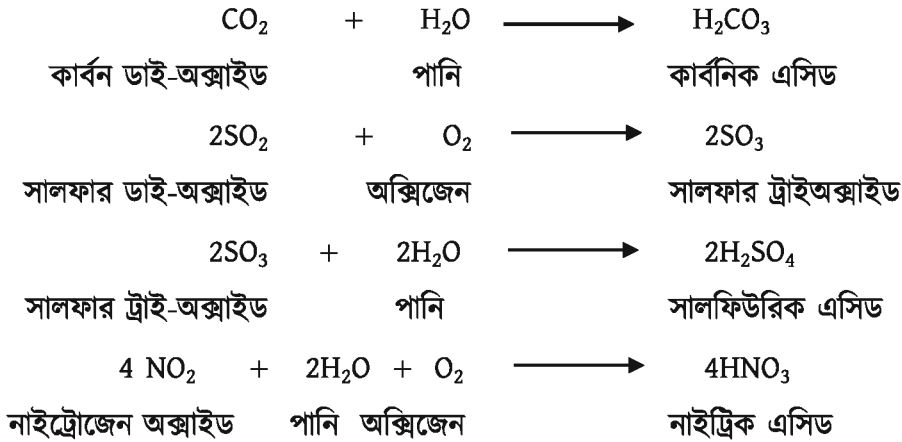 CO₂ + H₂O ⟶ H₂CO₃
কার্বন ডাই-অক্সাইড পানি কার্বনিক এসিড
2SO₂ + O₂ ⟶ 2SO₃
সালফার ডাই-অক্সাইড অক্সিজেন সালফার ট্রাইঅক্সাইড
2SO₃ + 2H₂O ⟶ 2H₂SO₄
সালফার ট্রাই-অক্সাইড পানি সালফিউরিক এসিড
4 NO₂ + 2H₂O + O₂ ⟶ 4HNO₃
নাইট্রোজেন অক্সাইড পানি অক্সিজেন নাইট্রিক এসিড